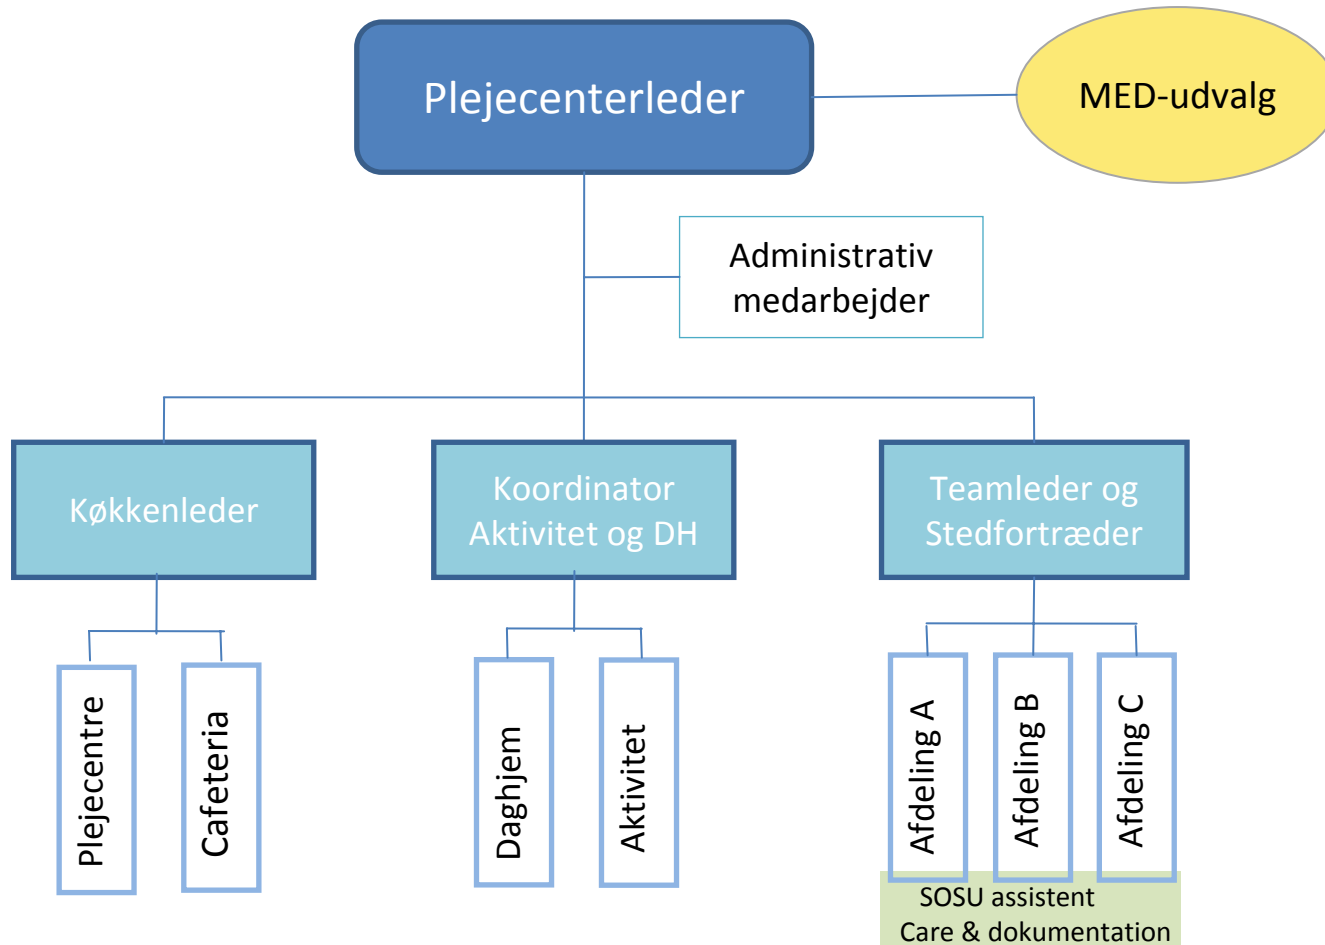 Plejecenterleder
MED-udvalg
Administrativ
medarbejder
Køkkenleder
Koordinator
Aktivitet og DH
Teamleder og
Stedfortræder
Plejecentre
Cafeteria
Daghjem
Aktivitet
Afdeling A
Afdeling B
Afdeling C
SOSU assistent
Care & dokumentation